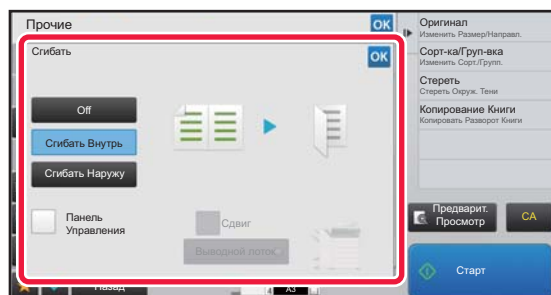 Прочие
OK
Сгибать
OK
Off
Сгибать Внутрь
Сгибать Наружу
Панель
Управления
Сдвиг
Выводной лоток
Назад
4
A3
Оригинал
Изменить Размер/Направл.
Сорт-ка/Груп-вка
Изменить Сорт./Групп.
Стереть
Стереть Окруж. Тени
Копирование Книги
Копировать Разворот Книги
Предварит.
Просмотр
CA
Старт